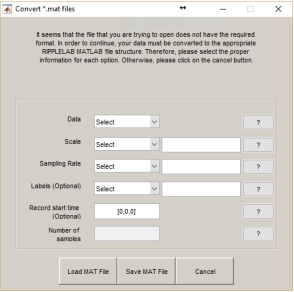 Convert *.mat files
It seems that the file that you are trying to open does not have the required
format. In order to continue, your data must be converted to the appropriate
RIPPLELAB MATLAB file structure. Therefore, please select the proper
information for each option. Otherwise, please click on the cancel button.
Data Select ?
Scale Select ?
Sampling Rate Select ?
Labels (Optional) Select ?
Record start time
(Optional) [0,0,0] ?
Number of
samples ?
Load MAT File Save MAT File Cancel